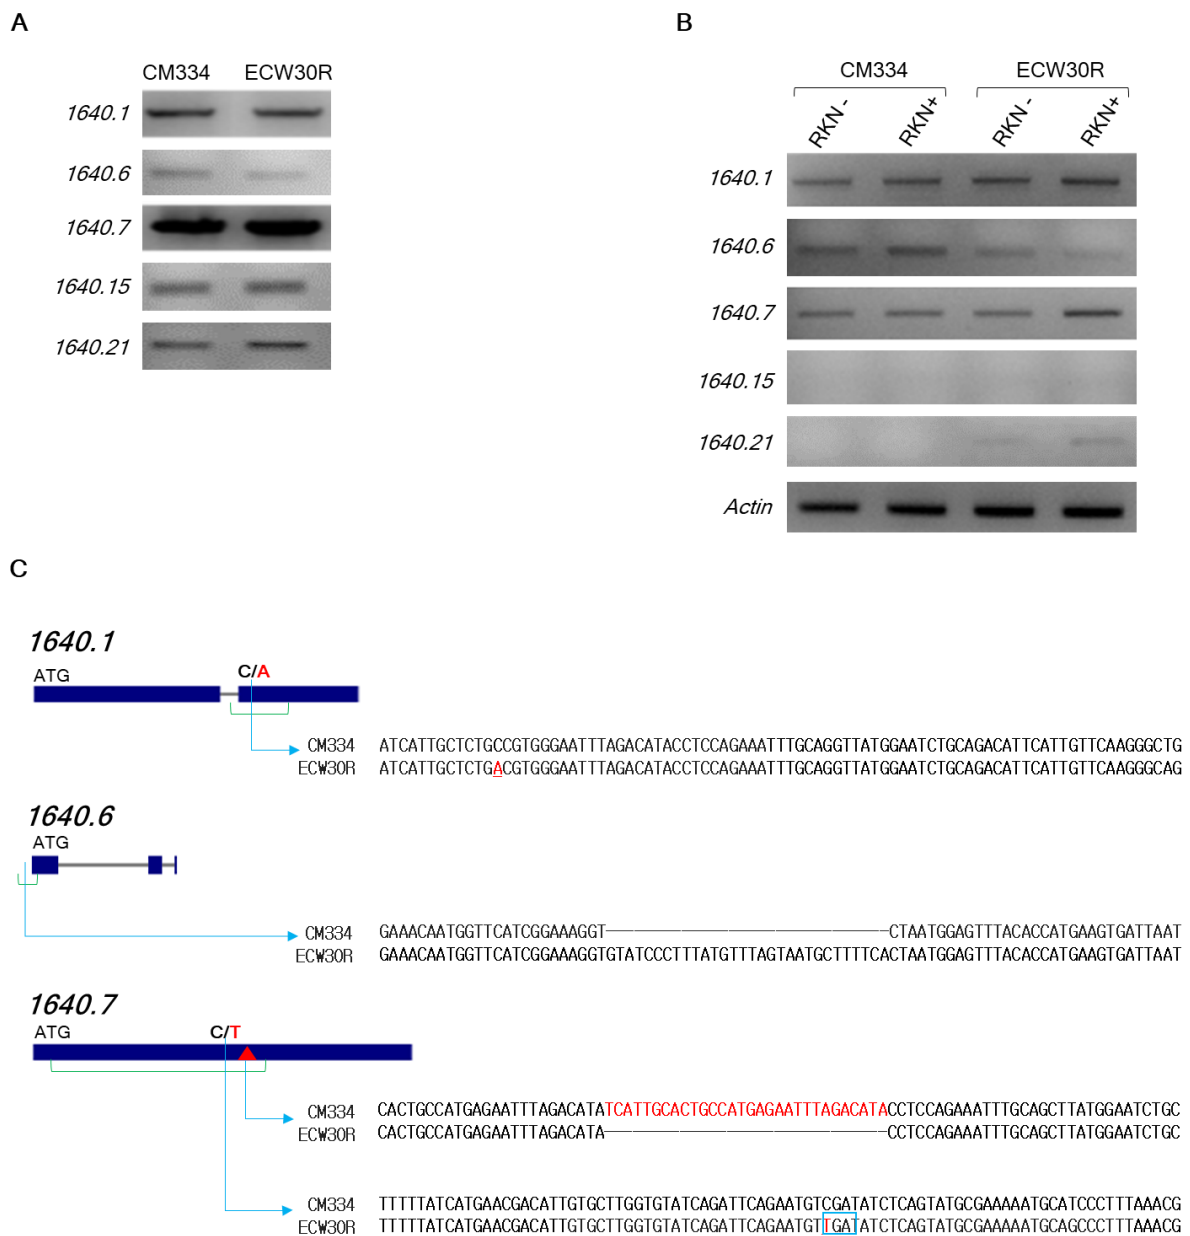 A
CM334 ECW30R
1640.1
1640.6
1640.7
1640.15
1640.21
B
CM334 ECW30R
RKN - RKN+ RKN - RKN+
1640.1
1640.6
1640.7
1640.15
1640.21
Actin
C
1640.1
ATG
C/A
CM334 ATCATTGCTCTGCCGTGGGAATTTAGACATACCTCCAGAAATTTGCAGGTTATGGAATCTGCAGACATTCATTGTTCAAGGGCTG
ECW30R ATCATTGCTCTGACGTGGGAATTTAGACATACCTCCAGAAATTTGCAGGTTATGGAATCTGCAGACATTCATTGTTCAAGGGCAG
1640.6
ATG
CM334 GAAACAATGGTTCATCGGAAAGGT------------------------------CTAATGGAGTTTACACCATGAAGTGATTAAT
ECW30R GAAACAATGGTTCATCGGAAAGGTGTATCCCTTTATGTTTAGTAATGCTTTTCACTAATGGAGTTTACACCATGAAGTGATTAAT
1640.7
ATG
C/T
CM334 CACTGCCATGAGAATTTAGACATATCATTGCACTGCCATGAGAATTTAGACATACCTCCAGAAATTTGCAGCTTATGGAATCTGC
ECW30R CACTGCCATGAGAATTTAGACATA------------------------------CCTCCAGAAATTTGCAGCTTATGGAATCTGC
CM334 TTTTTATCATGAACGACATTGTGCTTGGTGTATCAGATTCAGAATGTCGATATCTCAGTATGCGAAAAATGCATCCCTTTAAACG
ECW30R TTTTTATCATGAACGACATTGTGCTTGGTGTATCAGATTCAGAATGTTGATATCTCAGTATGCGAAAAATGCAGCCCTTTAAACG